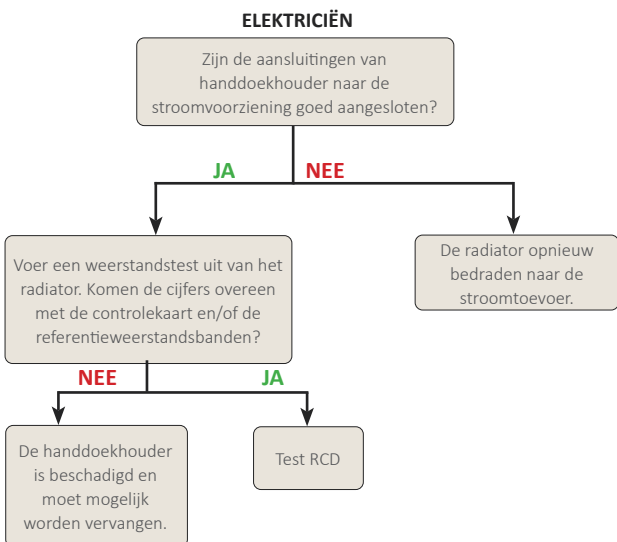 ELEKTRICIËN
Zijn de aansluitingen van
handdoekhouder naar de
stroomvoorziening goed aangesloten?
JA
NEE
Voer een weerstandstest uit van het
radiator. Komen de cijfers overeen
met de controlekaart en/of de
referentieweerstandsbanden?
De radiator opnieuw
bedraden naar de
stroomtoevoer.
NEE
JA
De handdoekhouder
is beschadigd en
moet mogelijk
worden vervangen.
Test RCD